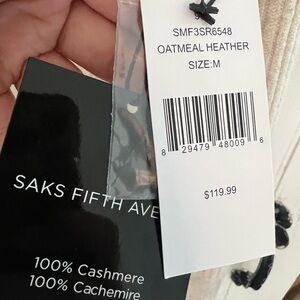 SMF3SR6548
OATMEAL HEATHER
SIZE:M
8 29479 48009 6
$119.99
SAKS FIFTH AVE
100% Cashmere
100% Cachemire